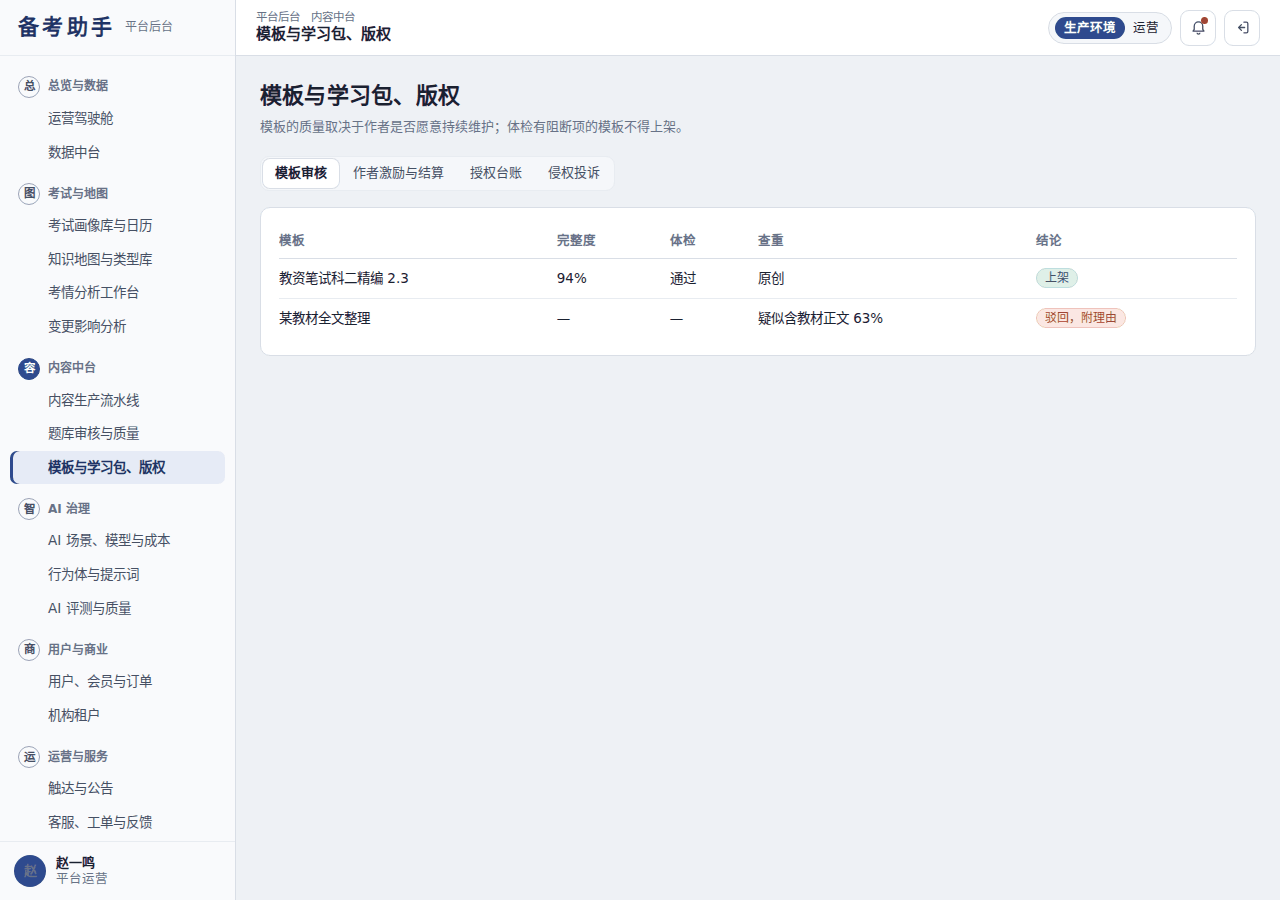 备考助手 平台后台
总 总览与数据
运营驾驶舱
数据中台
图 考试与地图
考试画像库与日历
知识地图与类型库
考情分析工作台
变更影响分析
容 内容中台
内容生产流水线
题库审核与质量
模板与学习包、版权
智 AI 治理
AI 场景、模型与成本
行为体与提示词
AI 评测与质量
商 用户与商业
用户、会员与订单
机构租户
运 运营与服务
触达与公告
客服、工单与反馈
赵 赵一鸣
平台运营
平台后台 内容中台
模板与学习包、版权
生产环境 运营
模板与学习包、版权
模板的质量取决于作者是否愿意持续维护；体检有阻断项的模板不得上架。
模板审核 作者激励与结算 授权台账 侵权投诉
模板 完整度 体检 查重 结论
教资笔试科二精编 2.3 94% 通过 原创 上架
某教材全文整理 — — 疑似含教材正文 63% 驳回，附理由